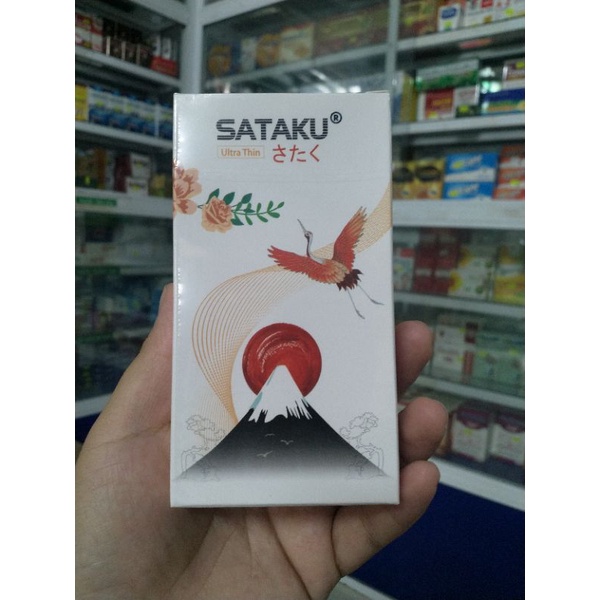 SATAKU®
Ultra Thin さたく